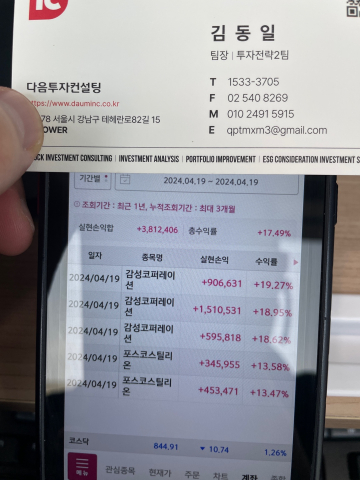 IC
김 동 일
팀장 | 투자전략2팀
다음투자컨설팅
https://www.dauminc.co.kr
78 서울시 강남구 테헤란로82길 15
OWER
T 1533-3705
F 02 540 8269
M 010 2491 5915
E qptmxm3@gmail.com
OCK INVESTMENT CONSULTING | INVESTMENT ANALYSIS | PORTFOLIO IMPROVEMENT | ESG CONSIDERATION INVESTMENT S
기간별 2024.04.19 ~ 2024.04.19
조회기간 : 최근 1년, 누적조회기간 : 최대 3개월
실현손익합 +3,812,406 총수익률 +17.49%
일자 종목명 실현손익 수익률
2024/04/19 감성코퍼레이션 +906,631 +19.27%
2024/04/19 감성코퍼레이션 +1,510,531 +18.95%
2024/04/19 감성코퍼레이션 +595,818 +18.62%
2024/04/19 포스코스틸리온 +345,955 +13.58%
2024/04/19 포스코스틸리온 +453,471 +13.47%
코스닥 844.91 ▼ 10.74 1.26%
메뉴 관심종목 현재가 주문 차트 계좌 종합